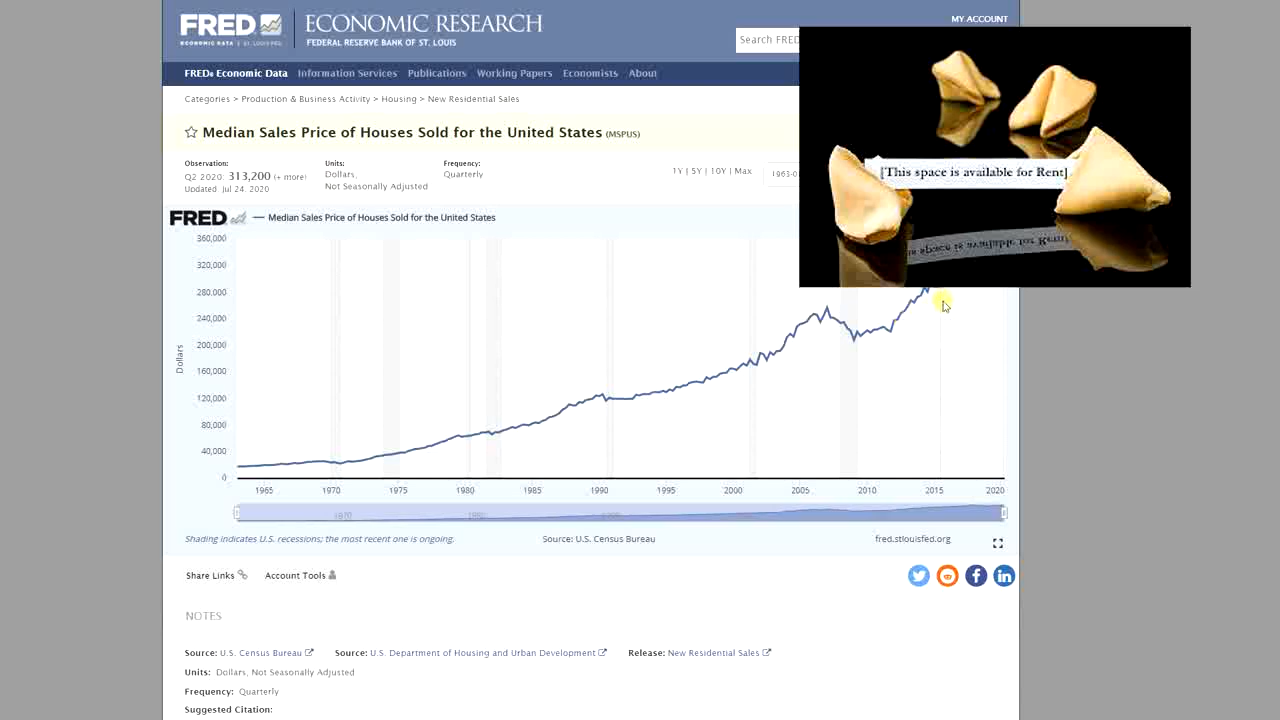 FRED
ECONOMIC DATA | ST. LOUIS FED
ECONOMIC RESEARCH
FEDERAL RESERVE BANK OF ST. LOUIS
MY ACCOUNT
Search FRED
FRED® Economic Data Information Services Publications Working Papers Economists About
Categories > Production & Business Activity > Housing > New Residential Sales
Median Sales Price of Houses Sold for the United States (MSPUS)
Observation:
Q2 2020: 313,200 (+ more)
Updated: Jul 24, 2020
Units:
Dollars,
Not Seasonally Adjusted
Frequency:
Quarterly
1Y | 5Y | 10Y | Max
[This space is available for Rent]
FRED — Median Sales Price of Houses Sold for the United States
360,000
320,000
280,000
240,000
200,000
160,000
120,000
80,000
40,000
0
Dollars
1965 1970 1975 1980 1985 1990 1995 2000 2005 2010 2015 2020
1970
Shading indicates U.S. recessions; the most recent one is ongoing.
Source: U.S. Census Bureau
fred.stlouisfed.org
Share Links Account Tools
NOTES
Source: U.S. Census Bureau Source: U.S. Department of Housing and Urban Development Release: New Residential Sales
Units: Dollars, Not Seasonally Adjusted
Frequency: Quarterly
Suggested Citation: